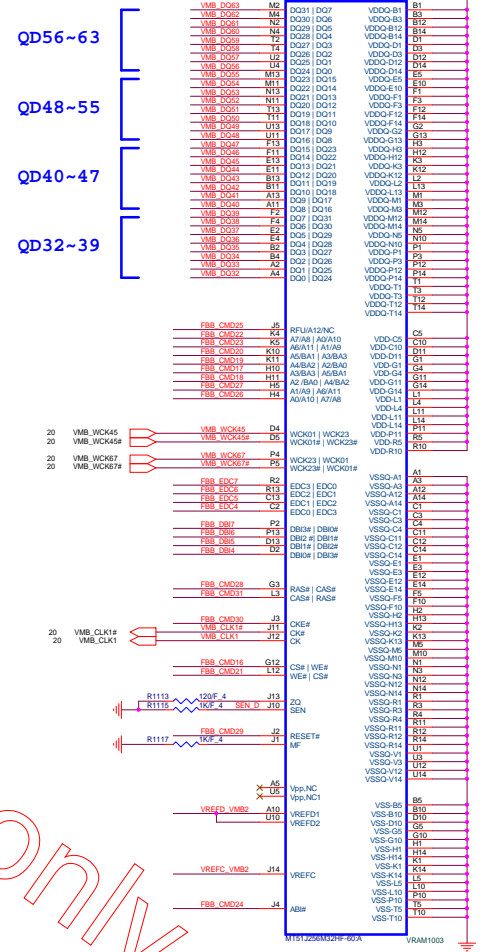 QD56~63
QD48~55
QD40~47
QD32~39
VMB_DQ63 M2 DQ31 | DQ7
VMB_DQ62 M4 DQ30 | DQ6
VMB_DQ61 N2 DQ29 | DQ5
VMB_DQ60 N4 DQ28 | DQ4
VMB_DQ59 T2 DQ27 | DQ3
VMB_DQ58 T4 DQ26 | DQ2
VMB_DQ57 U2 DQ25 | DQ1
VMB_DQ56 U4 DQ24 | DQ0
VMB_DQ55 M13 DQ23 | DQ15
VMB_DQ54 M11 DQ22 | DQ14
VMB_DQ53 N13 DQ21 | DQ13
VMB_DQ52 N11 DQ20 | DQ12
VMB_DQ51 T13 DQ19 | DQ11
VMB_DQ50 T11 DQ18 | DQ10
VMB_DQ49 U13 DQ17 | DQ9
VMB_DQ48 U11 DQ16 | DQ8
VMB_DQ47 F13 DQ15 | DQ23
VMB_DQ46 F11 DQ14 | DQ22
VMB_DQ45 E13 DQ13 | DQ21
VMB_DQ44 E11 DQ12 | DQ20
VMB_DQ43 B13 DQ11 | DQ19
VMB_DQ42 B11 DQ10 | DQ18
VMB_DQ41 A13 DQ9 | DQ17
VMB_DQ40 A11 DQ8 | DQ16
VMB_DQ39 F2 DQ7 | DQ31
VMB_DQ38 F4 DQ6 | DQ30
VMB_DQ37 E2 DQ5 | DQ29
VMB_DQ36 E4 DQ4 | DQ28
VMB_DQ35 B2 DQ3 | DQ27
VMB_DQ34 B4 DQ2 | DQ26
VMB_DQ33 A2 DQ1 | DQ25
VMB_DQ32 A4 DQ0 | DQ24
FBB_CMD25 J5 RFU/A12/NC
FBB_CMD22 K4 A7/A8 | A0/A10
FBB_CMD23 K5 A6/A11 | A1/A9
FBB_CMD20 K10 A5/BA1 | A3/BA3
FBB_CMD19 K11 A4/BA2 | A2/BA0
FBB_CMD17 H10 A3/BA3 | A5/BA1
FBB_CMD18 H11 A2 /BA0 | A4/BA2
FBB_CMD27 H5 A1/A9 | A6/A11
FBB_CMD26 H4 A0/A10 | A7/A8
20 VMB_WCK45 VMB_WCK45 D4 WCK01 | WCK23
20 VMB_WCK45# VMB_WCK45# D5 WCK01# | WCK23#
20 VMB_WCK67 VMB_WCK67 P4 WCK23 | WCK01
20 VMB_WCK67# VMB_WCK67# P5 WCK23# | WCK01#
FBB_EDC7 R2 EDC3 | EDC0
FBB_EDC6 R13 EDC2 | EDC1
FBB_EDC5 C13 EDC1 | EDC2
FBB_EDC4 C2 EDC0 | EDC3
FBB_DBI7 P2 DBI3# | DBI0#
FBB_DBI6 P13 DBI2 # | DBI1#
FBB_DBI5 D13 DBI1# | DBI2#
FBB_DBI4 D2 DBI0# | DBI3#
FBB_CMD28 G3 RAS# | CAS#
FBB_CMD31 L3 CAS# | RAS#
FBB_CMD30 J3 CKE#
20 VMB_CLK1# VMB_CLK1# J11 CK#
20 VMB_CLK1 VMB_CLK1 J12 CK
FBB_CMD16 G12 CS# | WE#
FBB_CMD21 L12 WE# | CS#
R1113 120/F_4 J13 ZQ
R1115 1K/F_4 SEN_D J10 SEN
FBB_CMD29 J2 RESET#
R1117 1K/F_4 J1 MF
A5 Vpp,NC
U5 Vpp,NC1
VREFD_VMB2 A10 VREFD1
U10 VREFD2
VREFC_VMB2 J14 VREFC
FBB_CMD24 J4 ABI#
VDDQ-B1 B1
VDDQ-B3 B3
VDDQ-B12 B12
VDDQ-B14 B14
VDDQ-D1 D1
VDDQ-D3 D3
VDDQ-D12 D12
VDDQ-D14 D14
VDDQ-E5 E5
VDDQ-E10 E10
VDDQ-F1 F1
VDDQ-F3 F3
VDDQ-F12 F12
VDDQ-F14 F14
VDDQ-G2 G2
VDDQ-G13 G13
VDDQ-H3 H3
VDDQ-H12 H12
VDDQ-K3 K3
VDDQ-K12 K12
VDDQ-L2 L2
VDDQ-L13 L13
VDDQ-M1 M1
VDDQ-M3 M3
VDDQ-M12 M12
VDDQ-M14 M14
VDDQ-N5 N5
VDDQ-N10 N10
VDDQ-P1 P1
VDDQ-P3 P3
VDDQ-P12 P12
VDDQ-P14 P14
VDDQ-T1 T1
VDDQ-T3 T3
VDDQ-T12 T12
VDDQ-T14 T14
VDD-C5 C5
VDD-C10 C10
VDD-D11 D11
VDD-G1 G1
VDD-G4 G4
VDD-G11 G11
VDD-G14 G14
VDD-L1 L1
VDD-L4 L4
VDD-L11 L11
VDD-L14 L14
VDD-P11 P11
VDD-R5 R5
VDD-R10 R10
VSSQ-A1 A1
VSSQ-A3 A3
VSSQ-A12 A12
VSSQ-A14 A14
VSSQ-C1 C1
VSSQ-C3 C3
VSSQ-C4 C4
VSSQ-C11 C11
VSSQ-C12 C12
VSSQ-C14 C14
VSSQ-E1 E1
VSSQ-E3 E3
VSSQ-E12 E12
VSSQ-E14 E14
VSSQ-F5 F5
VSSQ-F10 F10
VSSQ-H2 H2
VSSQ-H13 H13
VSSQ-K2 K2
VSSQ-K13 K13
VSSQ-M5 M5
VSSQ-M10 M10
VSSQ-N1 N1
VSSQ-N3 N3
VSSQ-N12 N12
VSSQ-N14 N14
VSSQ-R1 R1
VSSQ-R3 R3
VSSQ-R4 R4
VSSQ-R11 R11
VSSQ-R12 R12
VSSQ-R14 R14
VSSQ-V1 U1
VSSQ-V3 U3
VSSQ-V12 U12
VSSQ-V14 U14
VSS-B5 B5
VSS-B10 B10
VSS-D10 D10
VSS-G5 G5
VSS-G10 G10
VSS-H1 H1
VSS-H14 H14
VSS-K1 K1
VSS-K14 K14
VSS-L5 L5
VSS-L10 L10
VSS-P10 P10
VSS-T5 T5
VSS-T10 T10
MT51J256M32HF-60:A VRAM1003
only